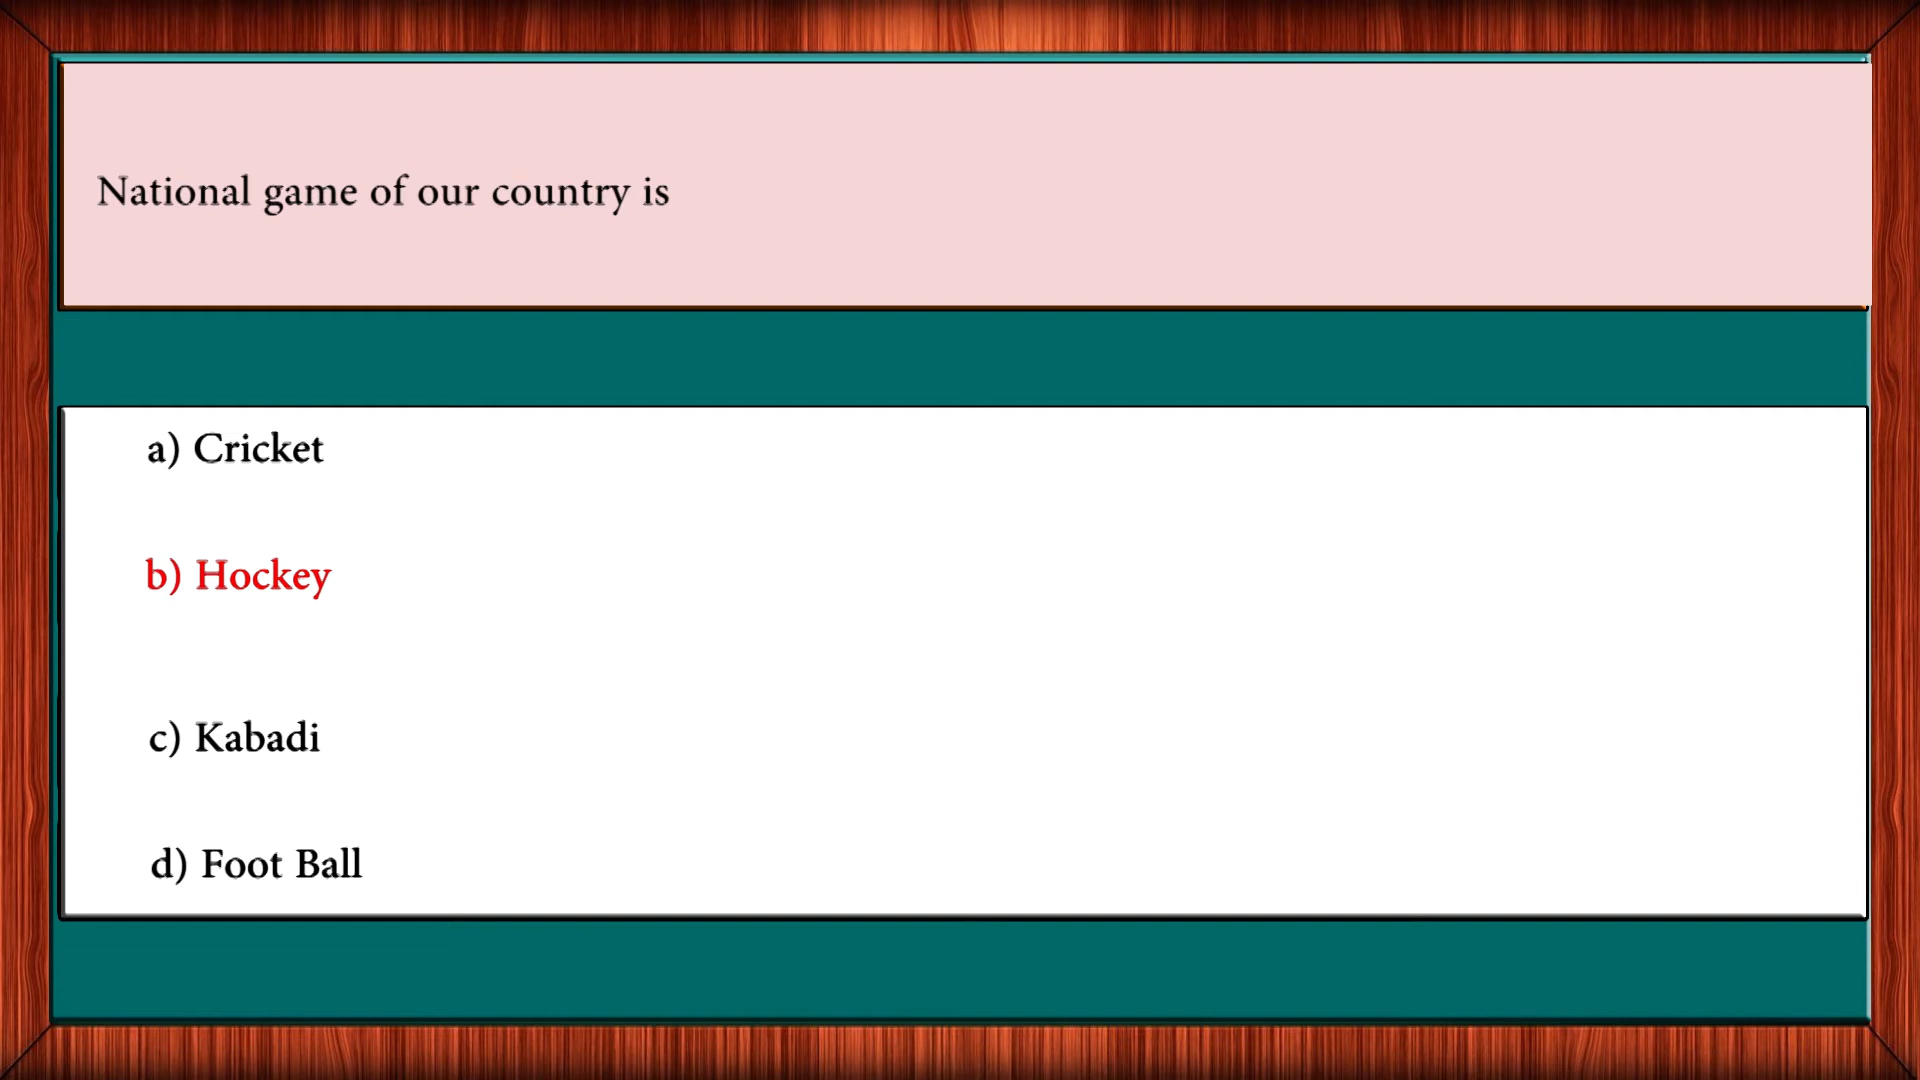 National game of our country is
a) Cricket
b) Hockey
c) Kabadi
d) Foot Ball